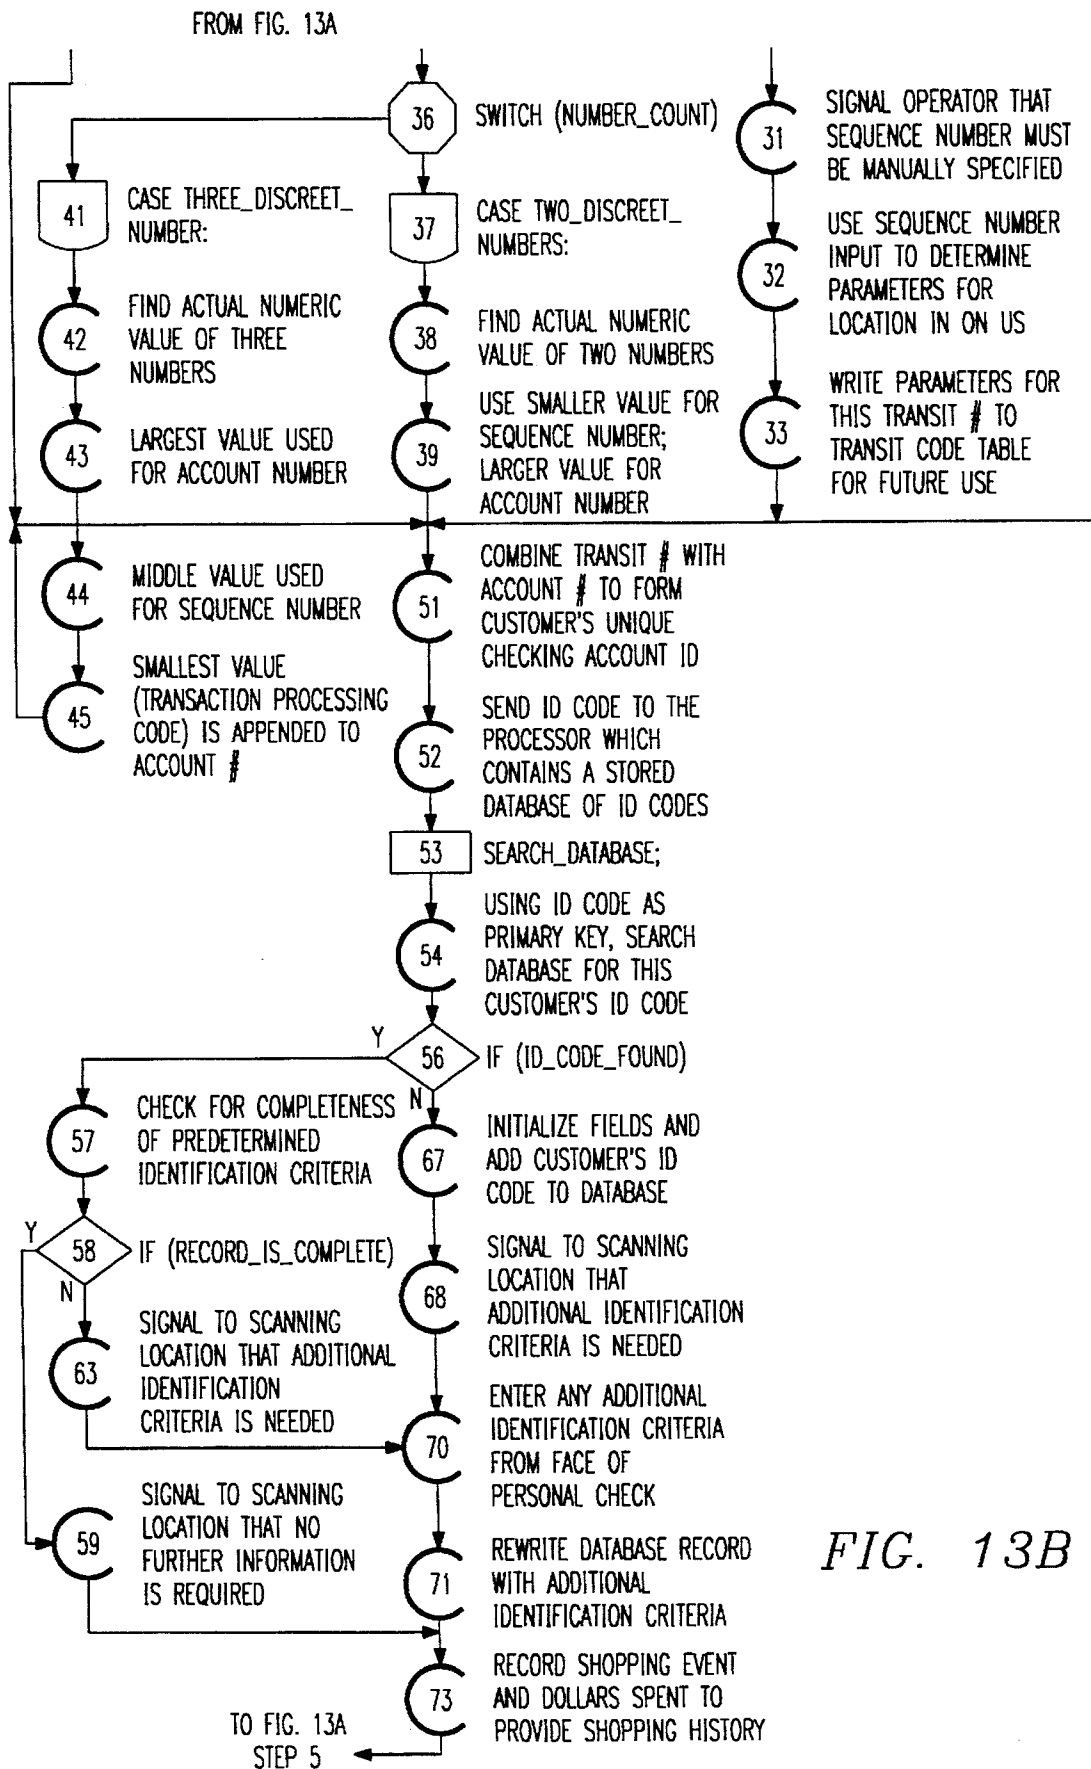 FROM FIG. 13A
36
SWITCH (NUMBER_COUNT)
31
SIGNAL OPERATOR THAT
SEQUENCE NUMBER MUST
BE MANUALLY SPECIFIED
41
CASE THREE_DISCREET_
NUMBER:
37
CASE TWO_DISCREET_
NUMBERS:
32
USE SEQUENCE NUMBER
INPUT TO DETERMINE
PARAMETERS FOR
LOCATION IN ON US
42
FIND ACTUAL NUMERIC
VALUE OF THREE
NUMBERS
38
FIND ACTUAL NUMERIC
VALUE OF TWO NUMBERS
33
WRITE PARAMETERS FOR
THIS TRANSIT # TO
TRANSIT CODE TABLE
FOR FUTURE USE
43
LARGEST VALUE USED
FOR ACCOUNT NUMBER
39
USE SMALLER VALUE FOR
SEQUENCE NUMBER;
LARGER VALUE FOR
ACCOUNT NUMBER
44
MIDDLE VALUE USED
FOR SEQUENCE NUMBER
51
COMBINE TRANSIT # WITH
ACCOUNT # TO FORM
CUSTOMER'S UNIQUE
CHECKING ACCOUNT ID
45
SMALLEST VALUE
(TRANSACTION PROCESSING
CODE) IS APPENDED TO
ACCOUNT #
52
SEND ID CODE TO THE
PROCESSOR WHICH
CONTAINS A STORED
DATABASE OF ID CODES
53
SEARCH_DATABASE;
54
USING ID CODE AS
PRIMARY KEY, SEARCH
DATABASE FOR THIS
CUSTOMER'S ID CODE
Y
56
IF (ID_CODE_FOUND)
N
57
CHECK FOR COMPLETENESS
OF PREDETERMINED
IDENTIFICATION CRITERIA
67
INITIALIZE FIELDS AND
ADD CUSTOMER'S ID
CODE TO DATABASE
Y
58
IF (RECORD_IS_COMPLETE)
N
68
SIGNAL TO SCANNING
LOCATION THAT
ADDITIONAL IDENTIFICATION
CRITERIA IS NEEDED
63
SIGNAL TO SCANNING
LOCATION THAT ADDITIONAL
IDENTIFICATION
CRITERIA IS NEEDED
70
ENTER ANY ADDITIONAL
IDENTIFICATION CRITERIA
FROM FACE OF
PERSONAL CHECK
59
SIGNAL TO SCANNING
LOCATION THAT NO
FURTHER INFORMATION
IS REQUIRED
71
REWRITE DATABASE RECORD
WITH ADDITIONAL
IDENTIFICATION CRITERIA
FIG. 13B
73
RECORD SHOPPING EVENT
AND DOLLARS SPENT TO
PROVIDE SHOPPING HISTORY
TO FIG. 13A
STEP 5